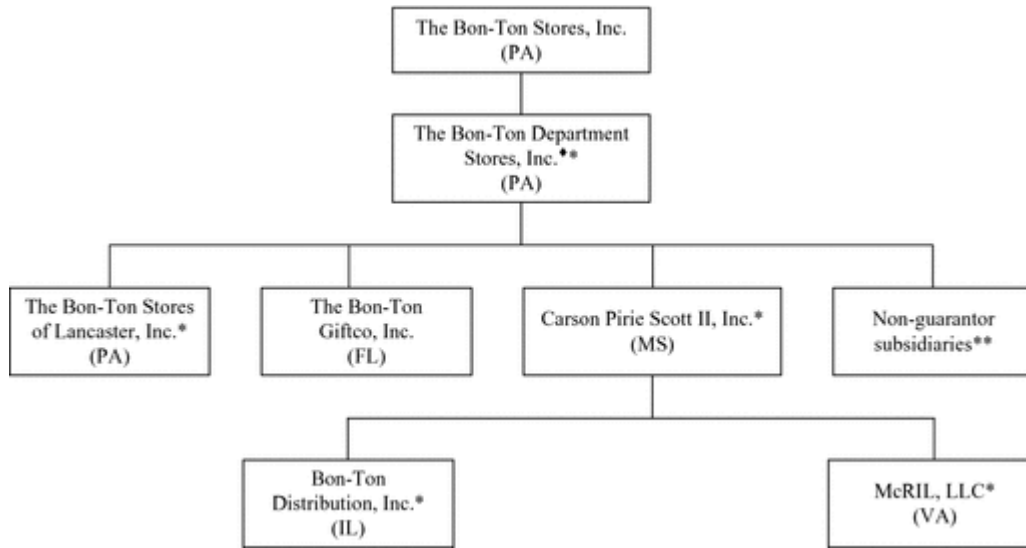 The Bon-Ton Stores, Inc.
(PA)
The Bon-Ton Department
Stores, Inc.♦*
(PA)
The Bon-Ton Stores
of Lancaster, Inc.*
(PA)
The Bon-Ton
Giftco, Inc.
(FL)
Carson Pirie Scott II, Inc.*
(MS)
Non-guarantor
subsidiaries**
Bon-Ton
Distribution, Inc.*
(IL)
McRIL, LLC*
(VA)